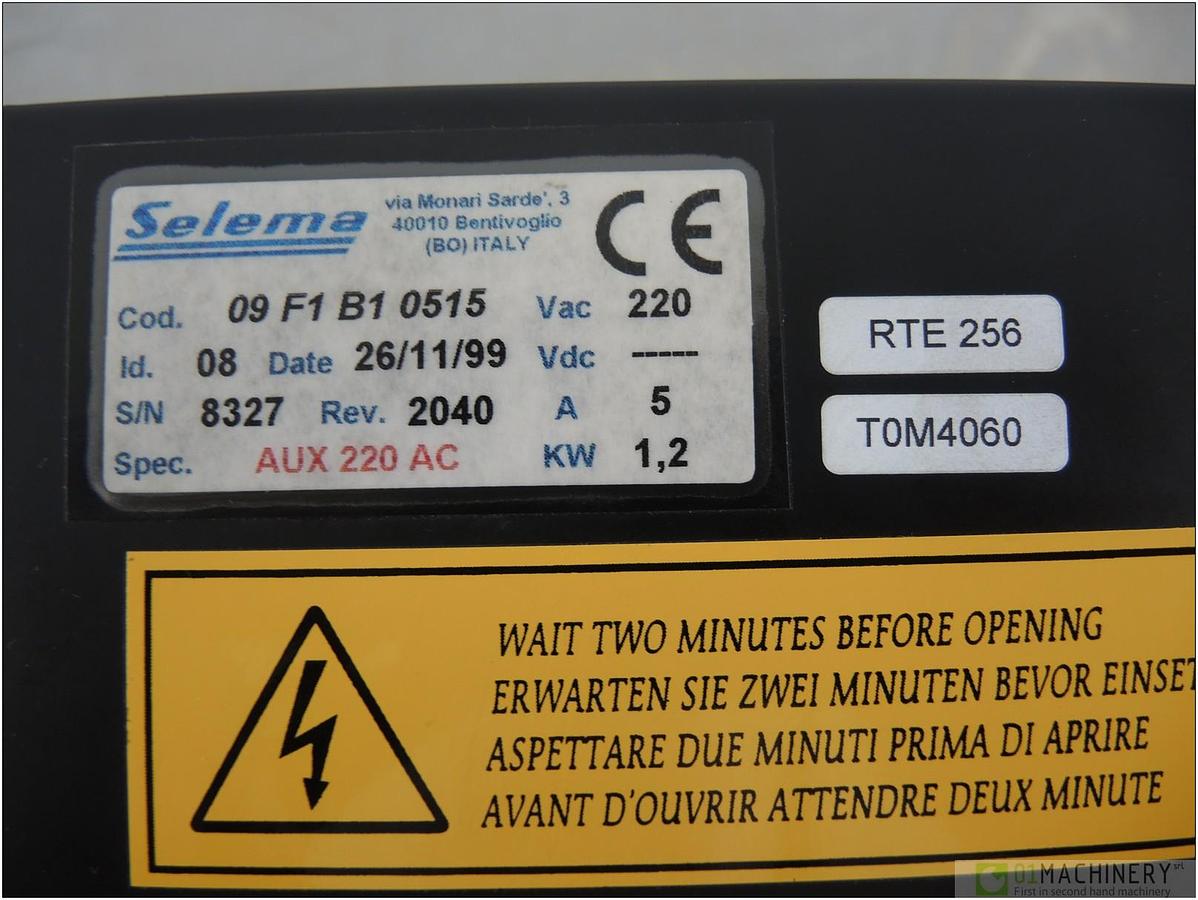 Selema
via Monari Sarde', 3
40010 Bentivoglio
(BO) ITALY
CE
Cod. 09 F1 B1 0515 Vac 220
Id. 08 Date 26/11/99 Vdc -----
S/N 8327 Rev. 2040 A 5
Spec. AUX 220 AC KW 1,2
RTE 256
T0M4060
WAIT TWO MINUTES BEFORE OPENING
ERWARTEN SIE ZWEI MINUTEN BEVOR EINSET
ASPETTARE DUE MINUTI PRIMA DI APRIRE
AVANT D'OUVRIR ATTENDRE DEUX MINUTE
01MACHINERY srl
First in second hand machinery